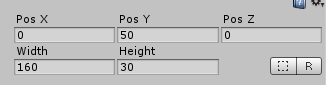 Pos X Pos Y Pos Z
0 50 0
Width Height
160 30 R